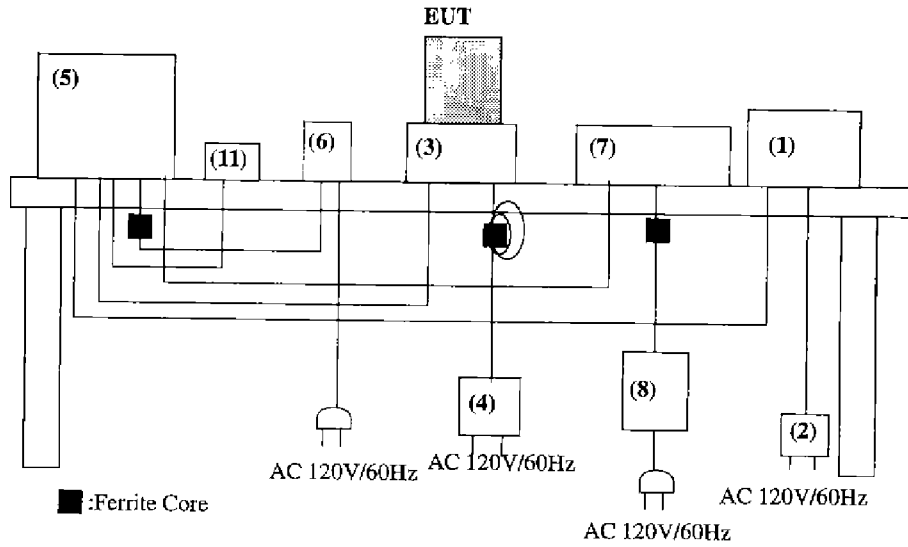 EUT
(5)
(11)
(6)
(3)
(7)
(1)
(4)
(8)
(2)
AC 120V/60Hz
AC 120V/60Hz
AC 120V/60Hz
AC 120V/60Hz
:Ferrite Core